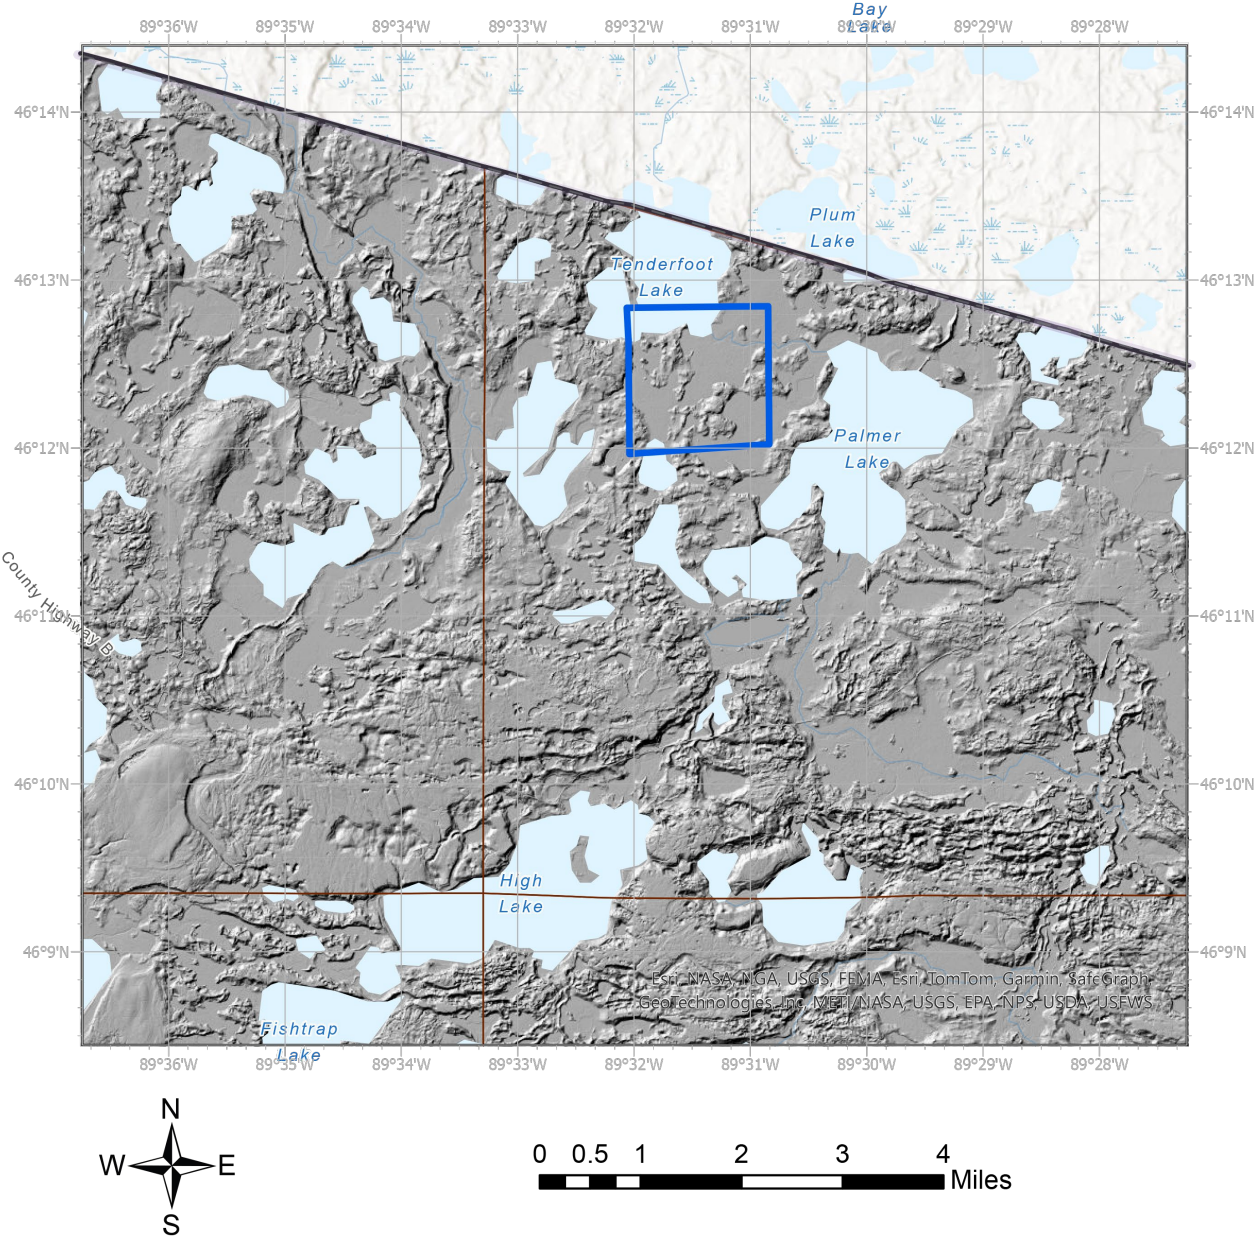 Bay
Lake
89°36'W 89°35'W 89°34'W 89°33'W 89°32'W 89°31'W 89°30'W 89°29'W 89°28'W
46°14'N 46°14'N
Plum
Lake
Tenderfoot
Lake
46°13'N 46°13'N
Palmer
Lake
46°12'N 46°12'N
County Highway B
46°11'N 46°11'N
46°10'N 46°10'N
High
Lake
46°9'N 46°9'N
Esri, NASA, NGA, USGS, FEMA, Esri, TomTom, Garmin, SafeGraph,
GeoTechnologies, Inc, METI/NASA, USGS, EPA, NPS, USDA, USFWS
Fishtrap
Lake
89°36'W 89°35'W 89°34'W 89°33'W 89°32'W 89°31'W 89°30'W 89°29'W 89°28'W
N
W E
S
0 0.5 1 2 3 4
Miles